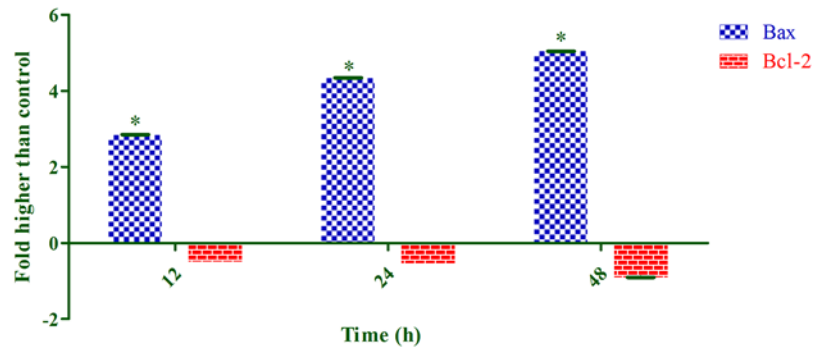 Fold higher than control
6
4
2
0
-2
*
*
*
12
24
48
Time (h)
Bax
Bcl-2